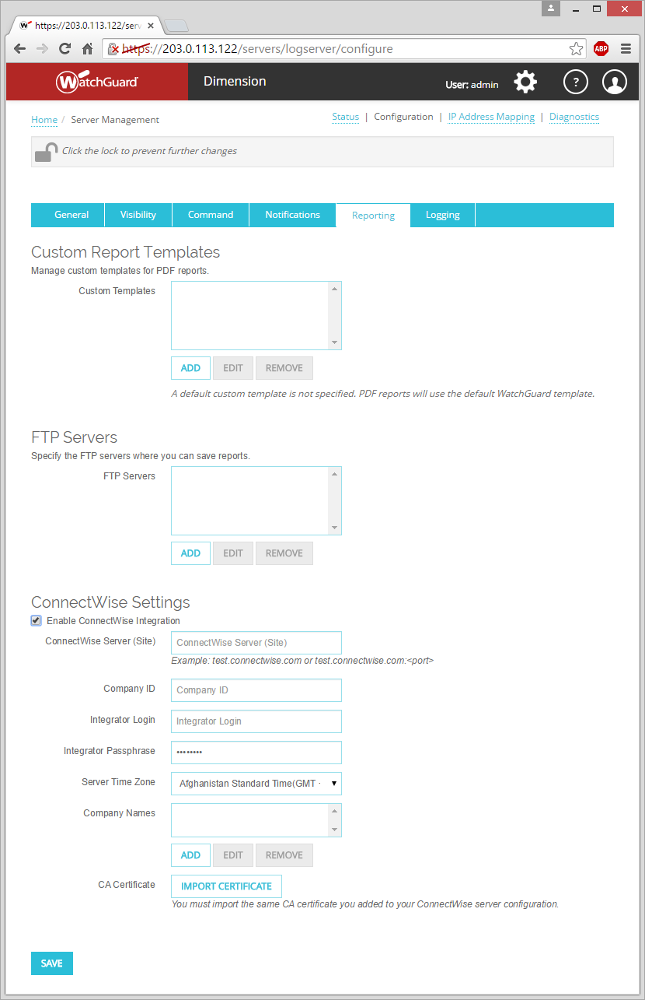 https://203.0.113.122/serv
https://203.0.113.122/servers/logserver/configure
ABP
WatchGuard
Dimension
User: admin
?
Home / Server Management
Status | Configuration | IP Address Mapping | Diagnostics
Click the lock to prevent further changes
General Visibility Command Notifications Reporting Logging
Custom Report Templates
Manage custom templates for PDF reports.
Custom Templates
ADD EDIT REMOVE
A default custom template is not specified. PDF reports will use the default WatchGuard template.
FTP Servers
Specify the FTP servers where you can save reports.
FTP Servers
ADD EDIT REMOVE
ConnectWise Settings
Enable ConnectWise Integration
ConnectWise Server (Site) ConnectWise Server (Site)
Example: test.connectwise.com or test.connectwise.com:<port>
Company ID Company ID
Integrator Login Integrator Login
Integrator Passphrase ••••••••
Server Time Zone Afghanistan Standard Time(GMT
Company Names
ADD EDIT REMOVE
CA Certificate IMPORT CERTIFICATE
You must import the same CA certificate you added to your ConnectWise server configuration.
SAVE